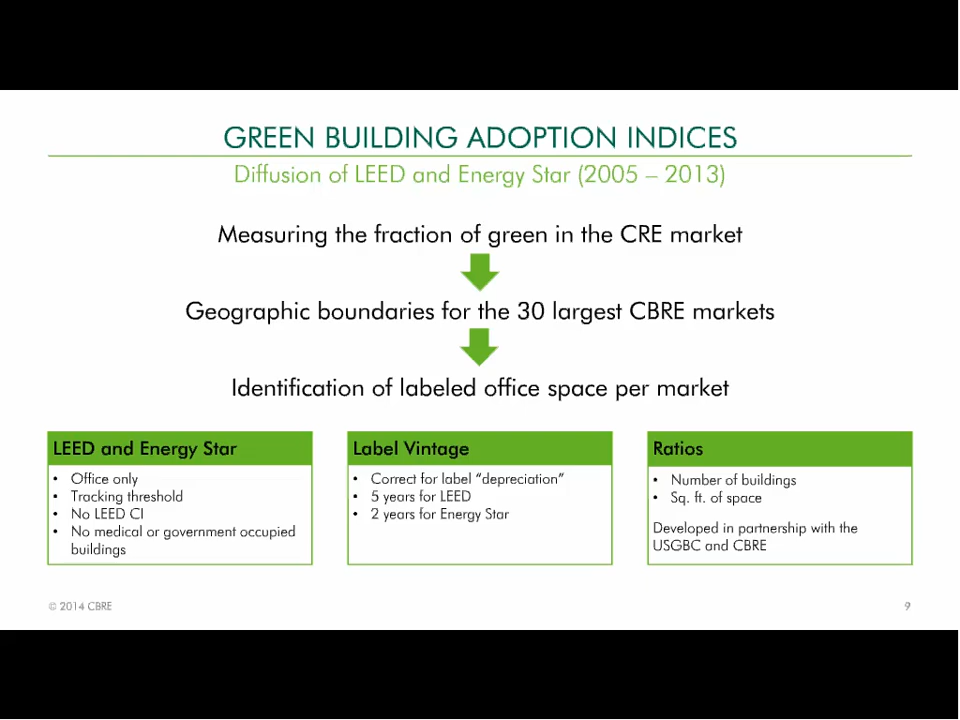 GREEN BUILDING ADOPTION INDICES
Diffusion of LEED and Energy Star (2005 – 2013)
Measuring the fraction of green in the CRE market
Geographic boundaries for the 30 largest CBRE markets
Identification of labeled office space per market
LEED and Energy Star
• Office only
• Tracking threshold
• No LEED CI
• No medical or government occupied
buildings
Label Vintage
• Correct for label “depreciation”
• 5 years for LEED
• 2 years for Energy Star
Ratios
• Number of buildings
• Sq. ft. of space
Developed in partnership with the
USGBC and CBRE
© 2014 CBRE
9